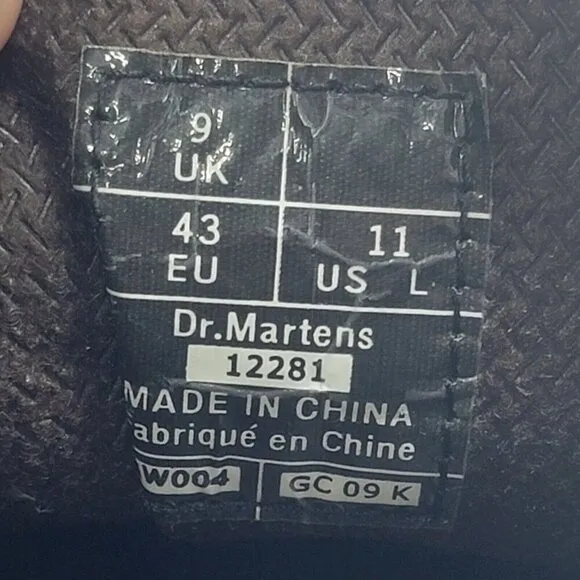 9
UK
43
EU
11
US L
Dr.Martens
12281
MADE IN CHINA
abriqué en Chine
W004
GC 09 K